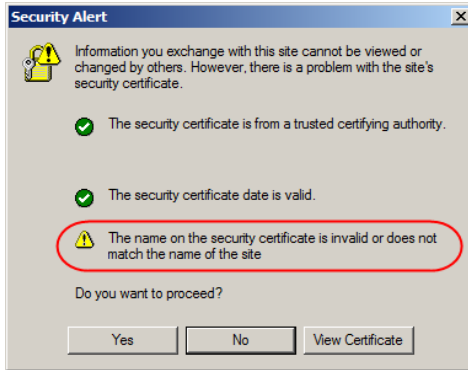 Security Alert
Information you exchange with this site cannot be viewed or
changed by others. However, there is a problem with the site's
security certificate.
The security certificate is from a trusted certifying authority.
The security certificate date is valid.
The name on the security certificate is invalid or does not
match the name of the site
Do you want to proceed?
Yes
No
View Certificate